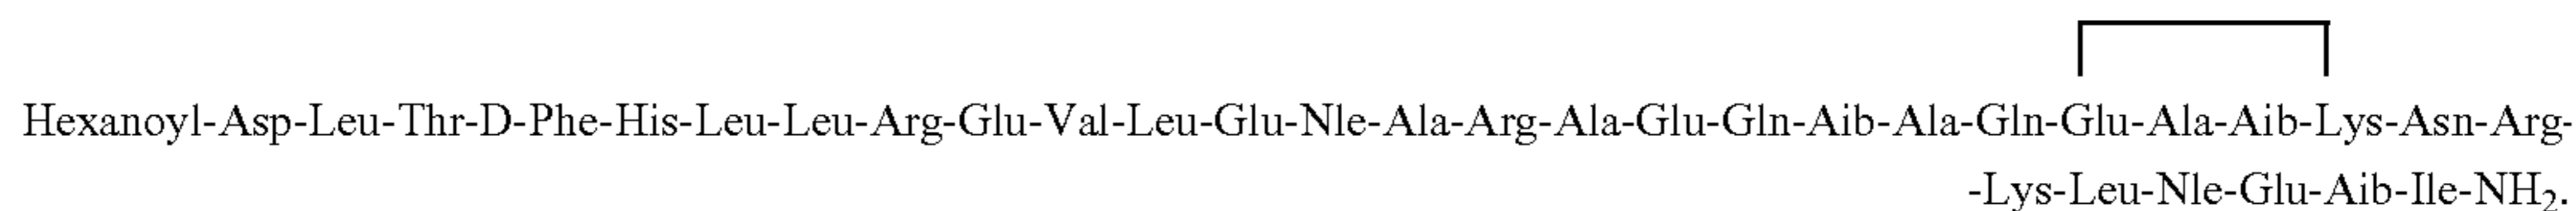 Hexanoyl-Asp-Leu-Thr-D-Phe-His-Leu-Leu-Arg-Glu-Val-Leu-Glu-Nle-Ala-Arg-Ala-Glu-Gln-Aib-Ala-Gln-Glu-Ala-Aib-Lys-Asn-Arg-
-Lys-Leu-Nle-Glu-Aib-Ile-NH₂.